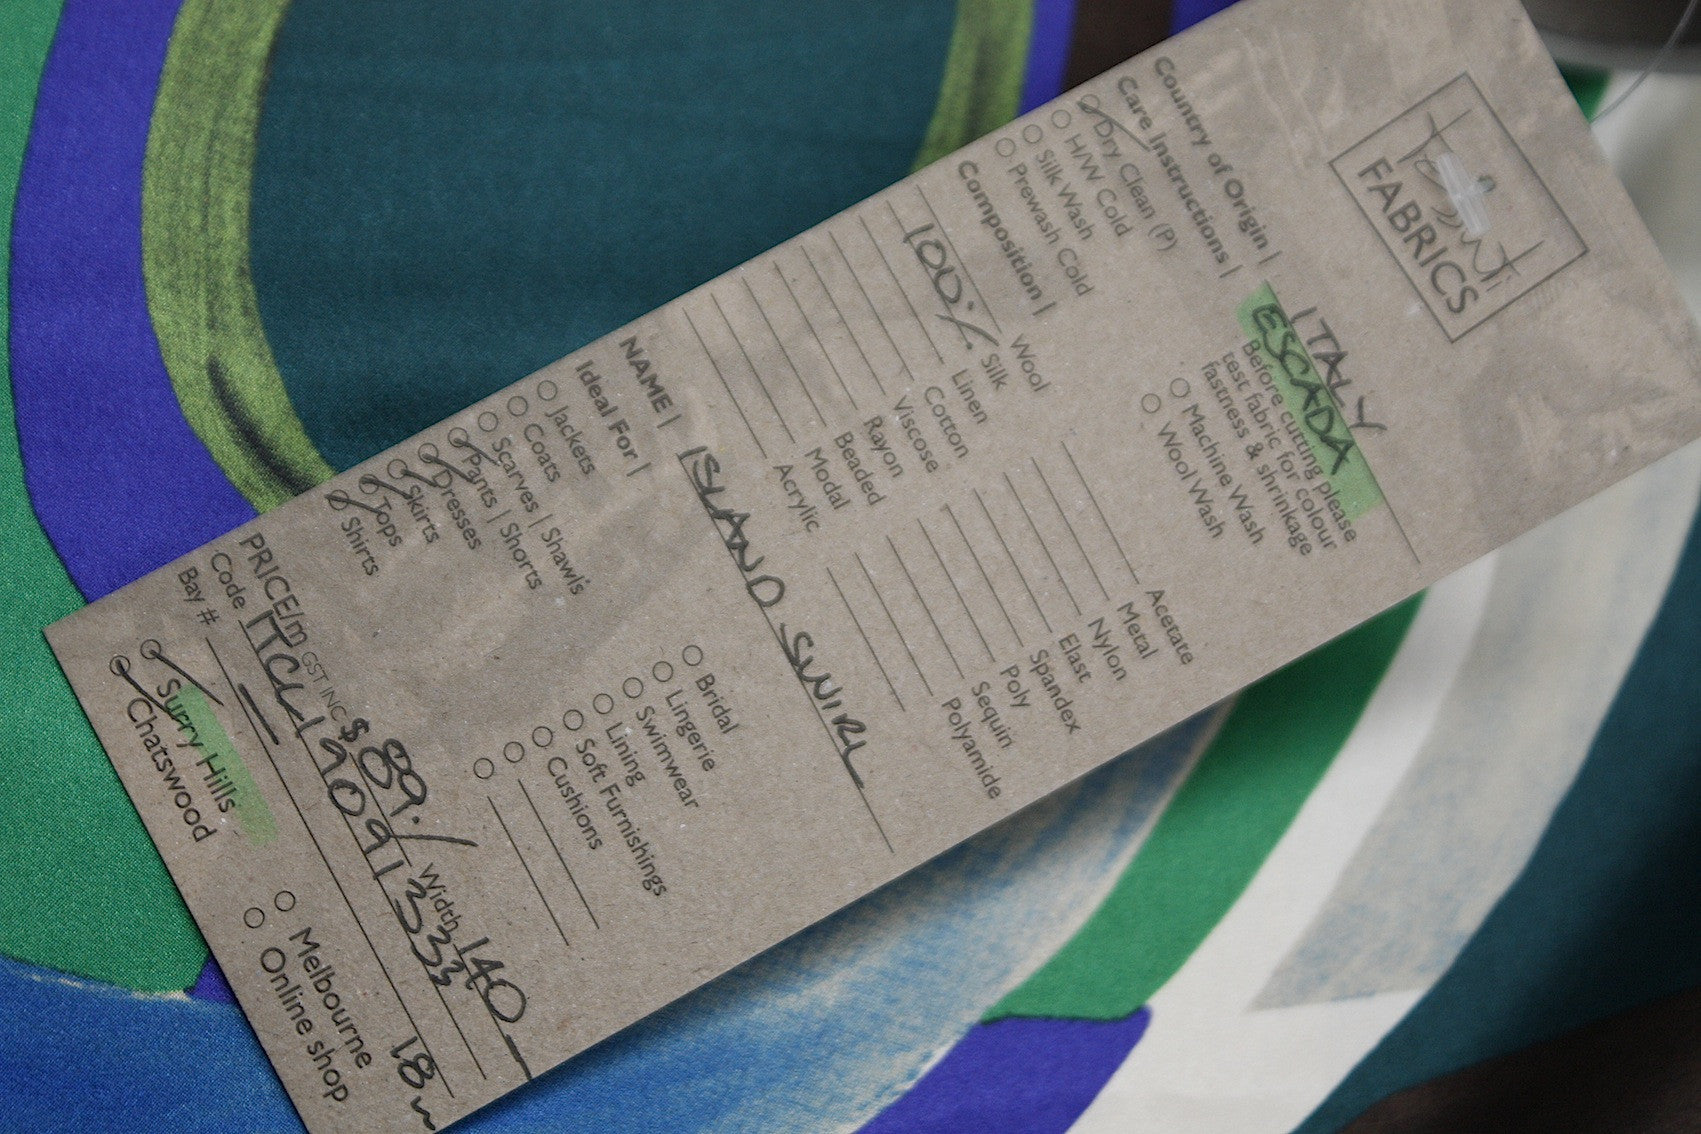 FABRICS
Country of Origin | ITALY
ESCADA
Care Instructions | Before cutting please
test fabric for colour
fastness & shrinkage
Dry Clean (P)
H/W Cold
Silk Wash
Prewash Cold
Machine Wash
Wool Wash
Composition |
Wool
100% Silk
Linen
Cotton
Viscose
Rayon
Beaded
Modal
Acrylic
Acetate
Metal
Nylon
Elast
Spandex
Poly
Sequin
Polyamide
NAME | ISLAND SWIRL
Ideal For |
Jackets
Coats
Scarves | Shawls
Pants | Shorts
Dresses
Skirts
Tops
Shirts
Bridal
Lingerie
Swimwear
Lining
Soft Furnishings
Cushions
PRICE/m GST INC $89./ Width 140
Code ITCL19091333
Bay # 18m
Surry Hills
Chatswood
Melbourne
Online shop